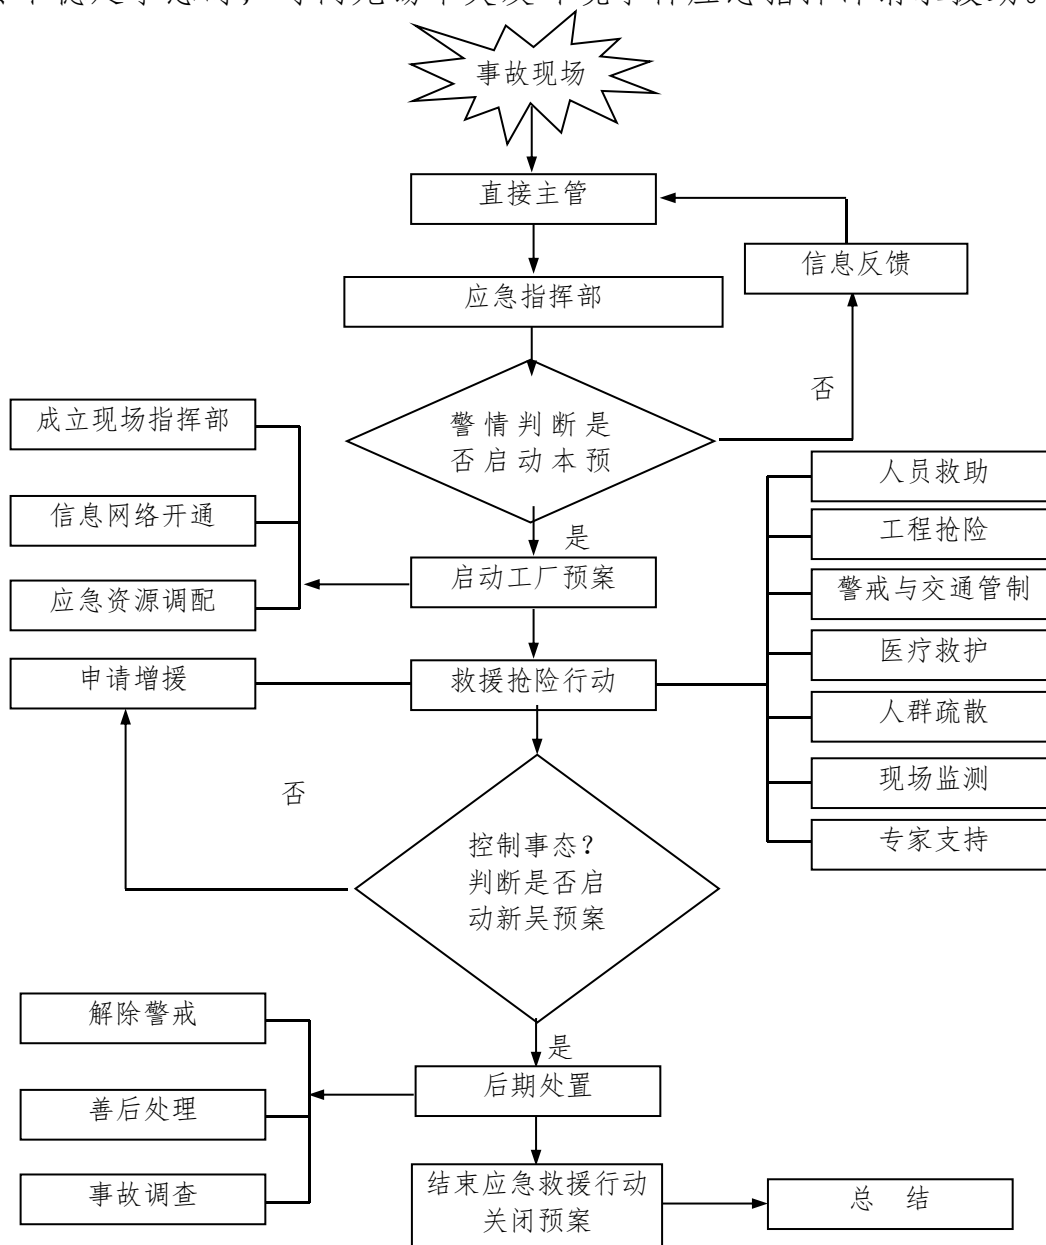 事故现场
直接主管
信息反馈
应急指挥部
否
警情判断是
否启动本预
成立现场指挥部
信息网络开通
应急资源调配
是
启动工厂预案
人员救助
工程抢险
警戒与交通管制
医疗救护
人群疏散
现场监测
专家支持
申请增援
救援抢险行动
否
控制事态?
判断是否启
动新吴预案
解除警戒
善后处理
事故调查
是
后期处置
结束应急救援行动
关闭预案
总 结